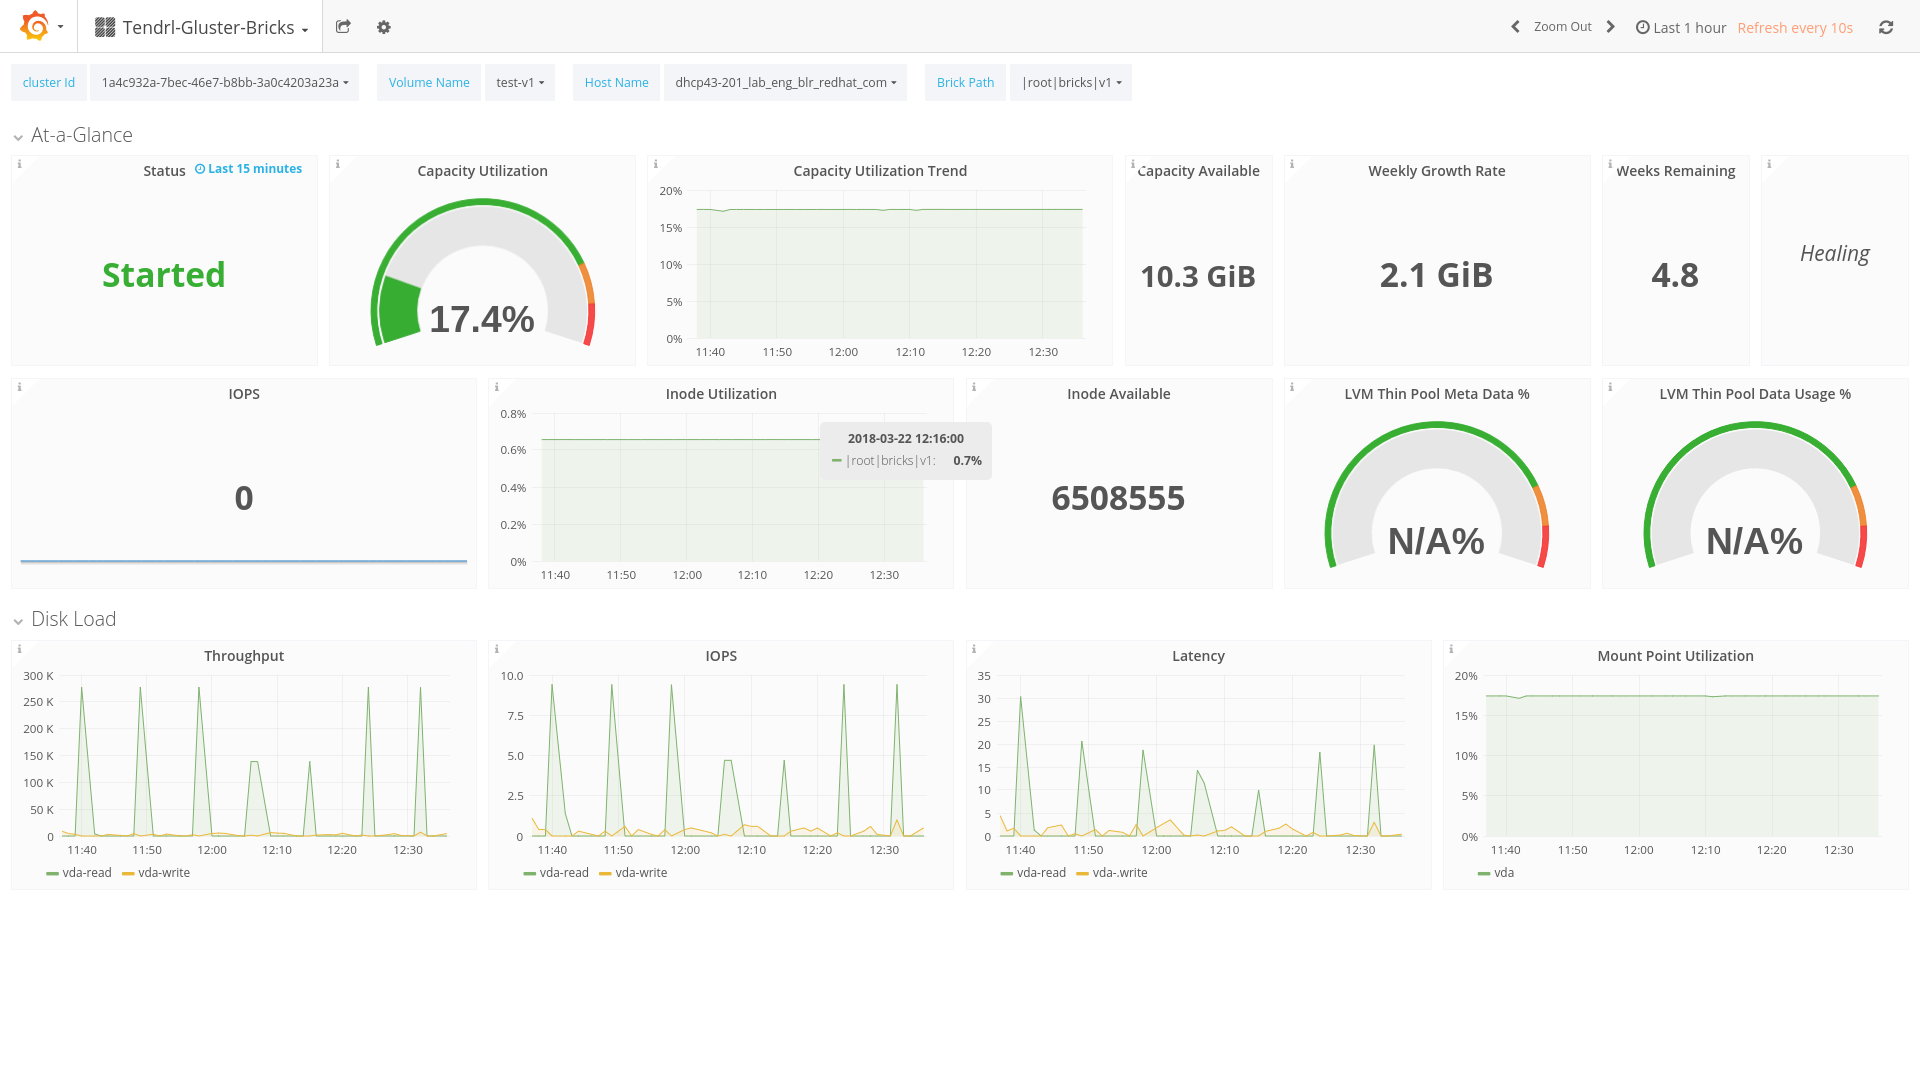 Tendrl-Gluster-Bricks
Zoom Out
Last 1 hour
Refresh every 10s
cluster Id
1a4c932a-7bec-46e7-b8bb-3a0c4203a23a
Volume Name
test-v1
Host Name
dhcp43-201_lab_eng_blr_redhat_com
Brick Path
|root|bricks|v1
At-a-Glance
Status
Last 15 minutes
Started
Capacity Utilization
17.4%
Capacity Utilization Trend
20%
15%
10%
5%
0%
11:40 11:50 12:00 12:10 12:20 12:30
Capacity Available
10.3 GiB
Weekly Growth Rate
2.1 GiB
Weeks Remaining
4.8
Healing
IOPS
0
Inode Utilization
0.8%
0.6%
0.4%
0.2%
0%
11:40 11:50 12:00 12:10 12:20 12:30
2018-03-22 12:16:00
|root|bricks|v1: 0.7%
Inode Available
6508555
LVM Thin Pool Meta Data %
N/A%
LVM Thin Pool Data Usage %
N/A%
Disk Load
Throughput
300 K
250 K
200 K
150 K
100 K
50 K
0
11:40 11:50 12:00 12:10 12:20 12:30
vda-read vda-write
IOPS
10.0
7.5
5.0
2.5
0
11:40 11:50 12:00 12:10 12:20 12:30
vda-read vda-write
Latency
35
30
25
20
15
10
5
0
11:40 11:50 12:00 12:10 12:20 12:30
vda-read vda-.write
Mount Point Utilization
20%
15%
10%
5%
0%
11:40 11:50 12:00 12:10 12:20 12:30
vda